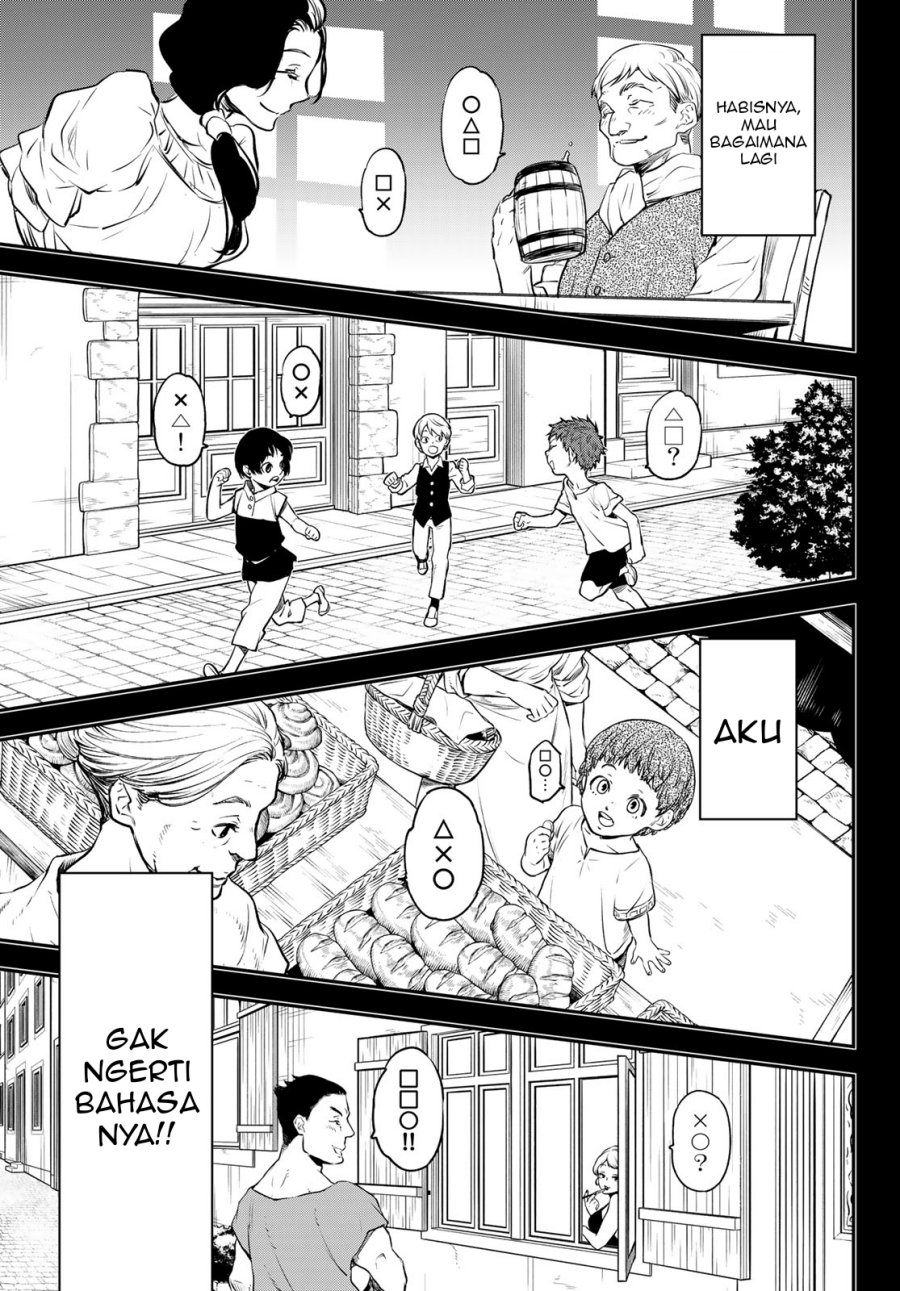 HABISNYA,
MAU
BAGAIMANA
LAGI
○
△
□
□
×
△
□
?
○
×
×
△
!
AKU
□
○
...
△
×
○
GAK
NGERTI
BAHASA
NYA!!
×
○
?
□
□
○
!!